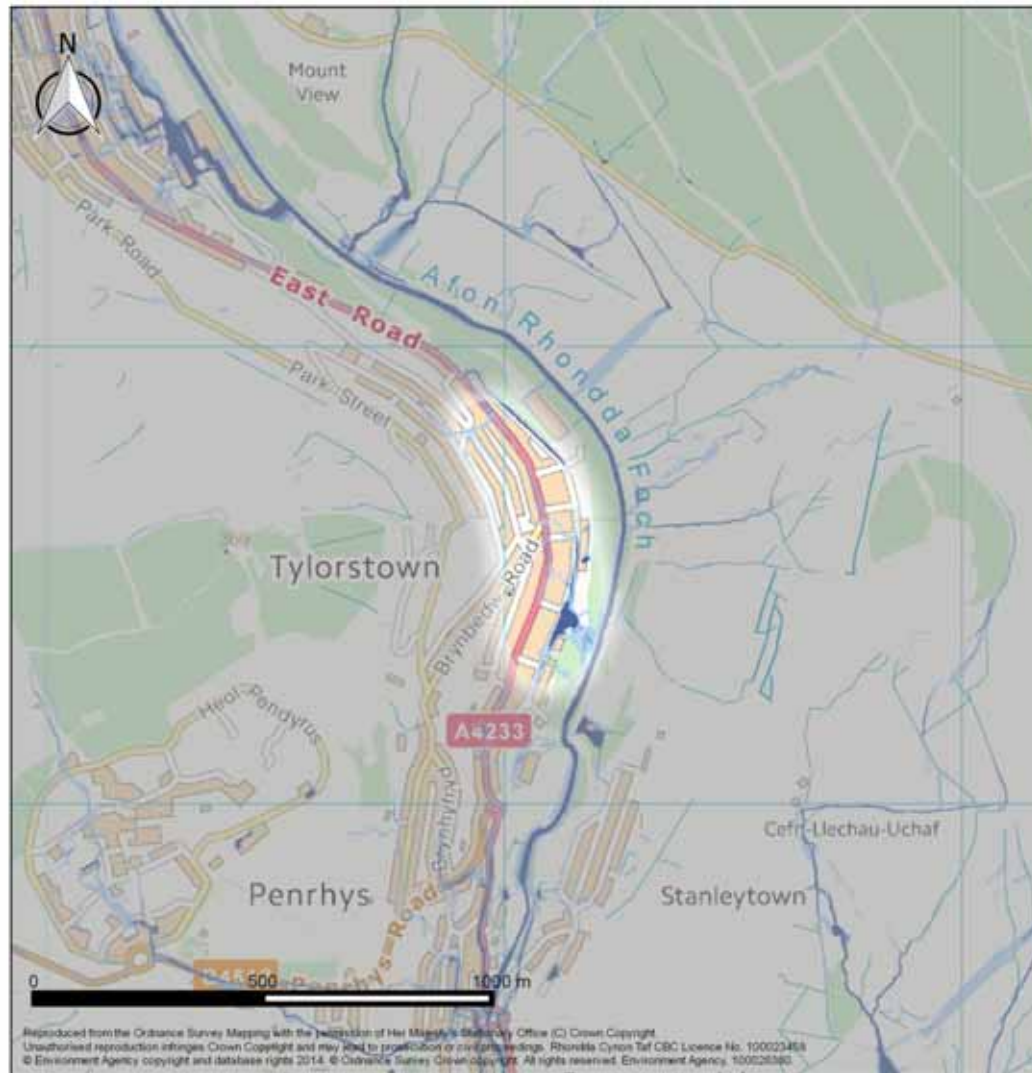 N
Mount
View
Park Road
East Road
Afon Rhondda Fach
Park Street
Tylorstown
Brynbedw Road
Heol Pendyrus
A4233
Brynhyfryd
Cefn-Llechau-Uchaf
Penrhys
Stanleytown
Penrhys Road
0 500 1000 m
Reproduced from the Ordnance Survey Mapping with the permission of Her Majesty's Stationary Office (C) Crown Copyright.
Unauthorised reproduction infringes Crown Copyright and may lead to prosecution or civil proceedings. Rhondda Cynon Taf CBC Licence No. 100023458
© Environment Agency copyright and database rights 2014. © Ordnance Survey Crown copyright. All rights reserved. Environment Agency, 100026380.